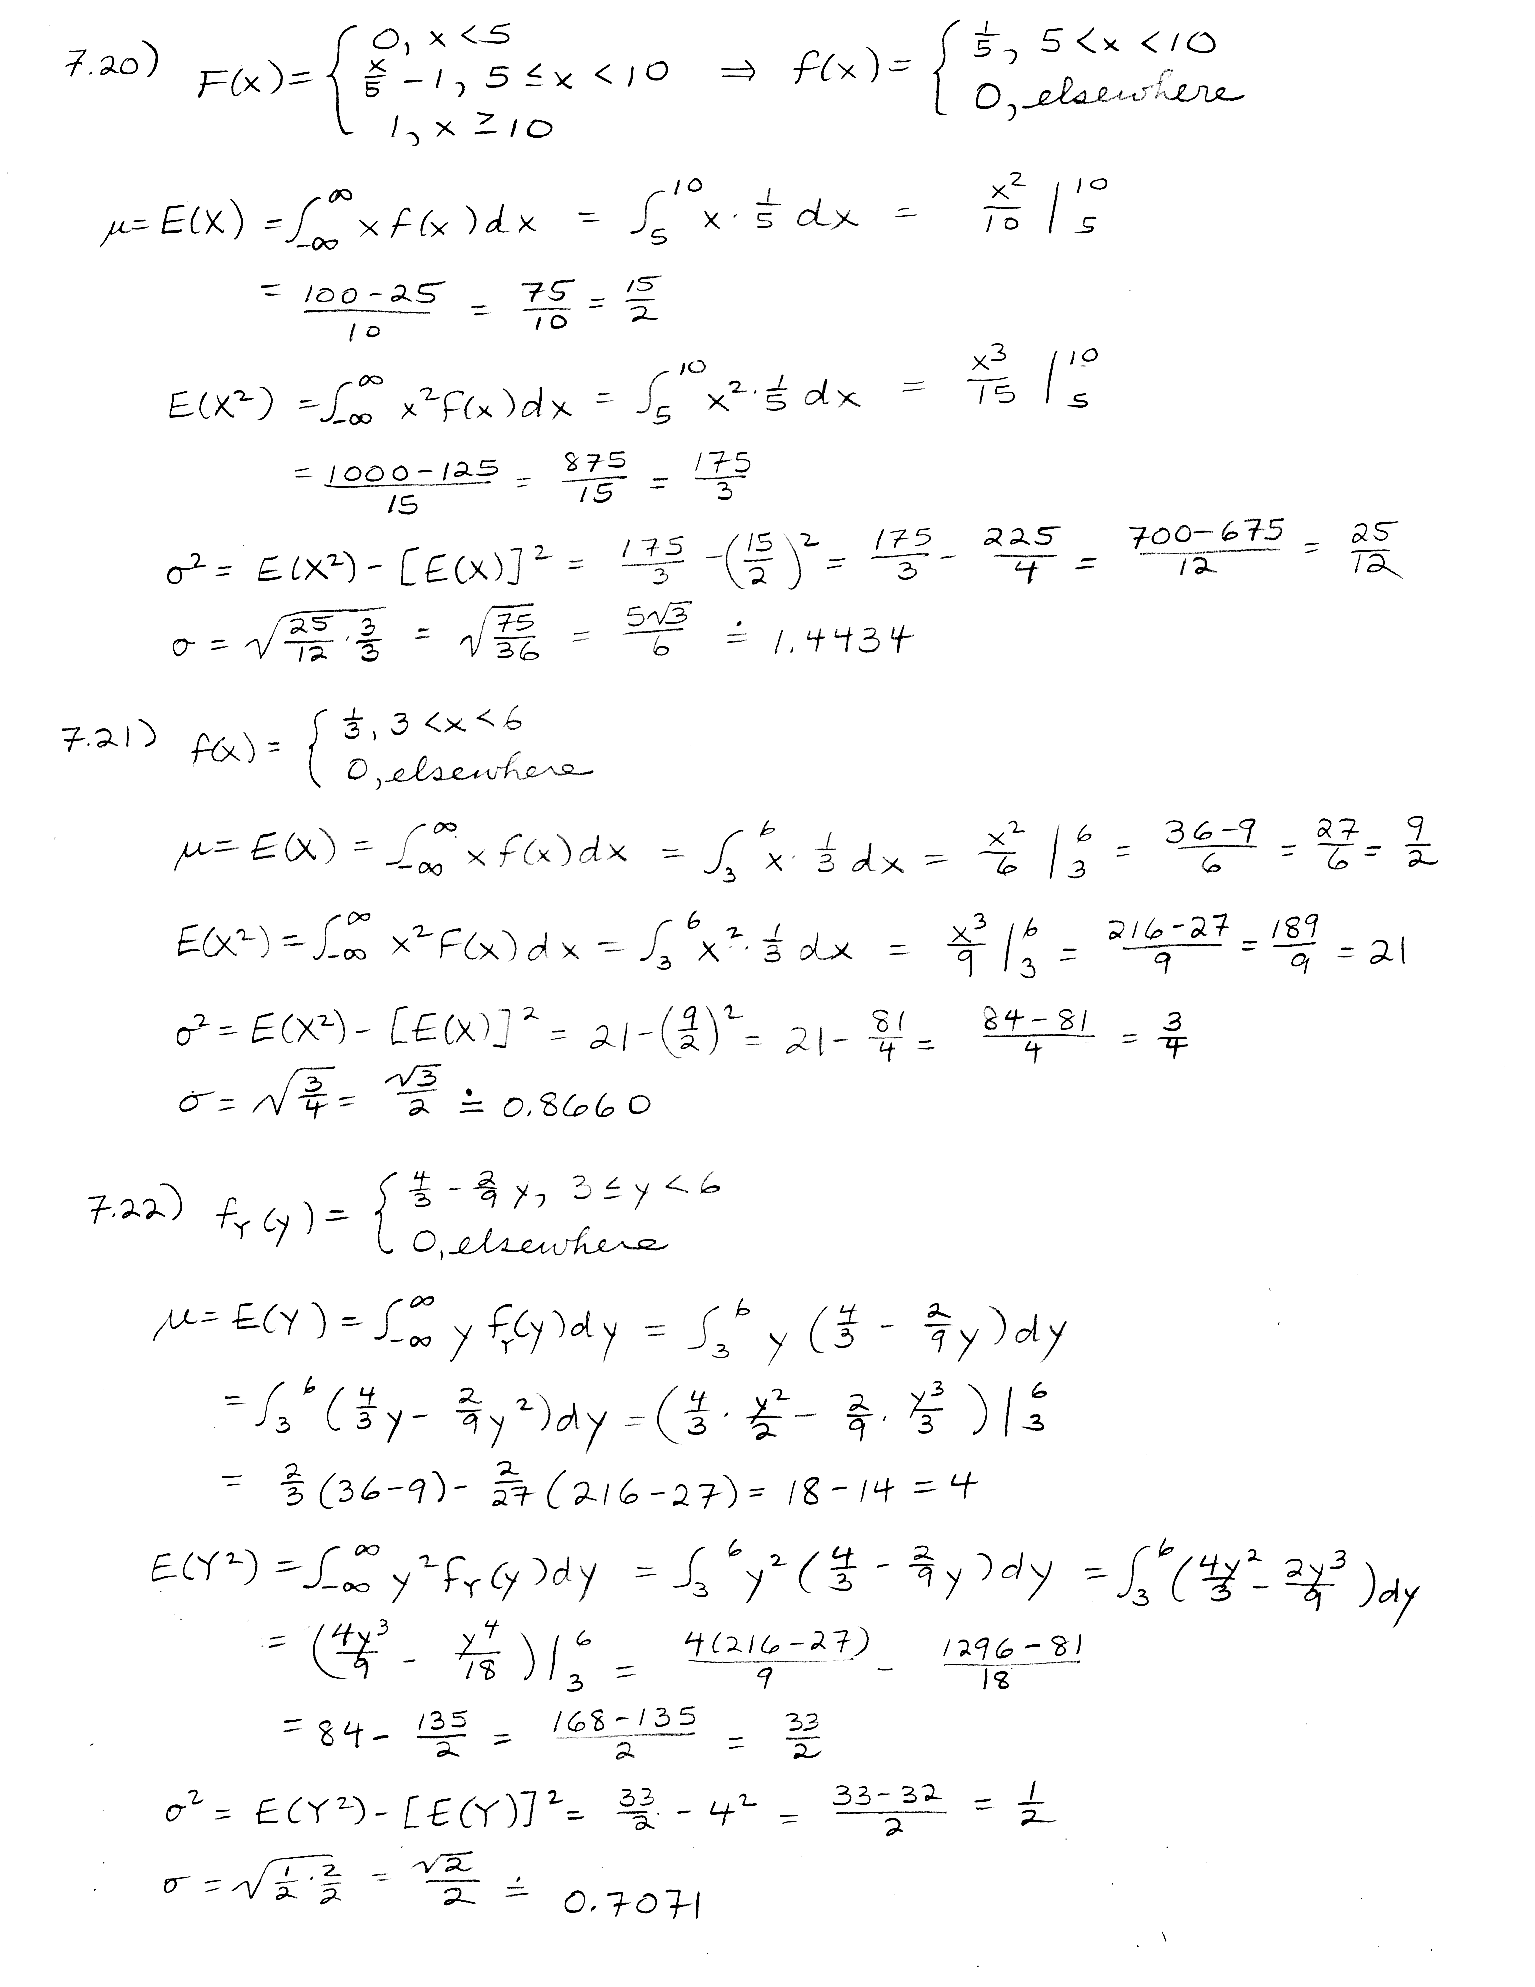 7.20) F(x) = { 0, x < 5
x/5 - 1, 5 ≤ x < 10
1, x ≥ 10 ⇒ f(x) = { 1/5, 5 < x < 10
0, elsewhere
μ = E(X) = ∫_{-∞}^{∞} x f(x) dx = ∫_5^{10} x · 1/5 dx = x²/10 |_5^{10}
= (100-25)/10 = 75/10 = 15/2
E(X²) = ∫_{-∞}^{∞} x² f(x) dx = ∫_5^{10} x² · 1/5 dx = x³/15 |_5^{10}
= (1000-125)/15 = 875/15 = 175/3
σ² = E(X²) - [E(X)]² = 175/3 - (15/2)² = 175/3 - 225/4 = (700-675)/12 = 25/12
σ = √(25/12 · 3/3) = √(75/36) = 5√3/6 ≐ 1.4434
7.21) f(x) = { 1/3, 3 < x < 6
0, elsewhere
μ = E(X) = ∫_{-∞}^{∞} x f(x) dx = ∫_3^6 x · 1/3 dx = x²/6 |_3^6 = (36-9)/6 = 27/6 = 9/2
E(X²) = ∫_{-∞}^{∞} x² f(x) dx = ∫_3^6 x² · 1/3 dx = x³/9 |_3^6 = (216-27)/9 = 189/9 = 21
σ² = E(X²) - [E(X)]² = 21 - (9/2)² = 21 - 81/4 = (84-81)/4 = 3/4
σ = √(3/4) = √3/2 ≐ 0.8660
7.22) f_Y(y) = { 4/3 - 2/9 y, 3 ≤ y < 6
0, elsewhere
μ = E(Y) = ∫_{-∞}^{∞} y f_Y(y) dy = ∫_3^6 y (4/3 - 2/9 y) dy
= ∫_3^6 (4/3 y - 2/9 y²) dy = (4/3 · y²/2 - 2/9 · y³/3) |_3^6
= 2/3 (36-9) - 2/27 (216-27) = 18 - 14 = 4
E(Y²) = ∫_{-∞}^{∞} y² f_Y(y) dy = ∫_3^6 y² (4/3 - 2/9 y) dy = ∫_3^6 (4y²/3 - 2y³/9) dy
= (4y³/9 - y⁴/18) |_3^6 = 4(216-27)/9 - (1296-81)/18
= 84 - 135/2 = (168-135)/2 = 33/2
σ² = E(Y²) - [E(Y)]² = 33/2 - 4² = (33-32)/2 = 1/2
σ = √(1/2 · 2/2) = √2/2 ≐ 0.7071